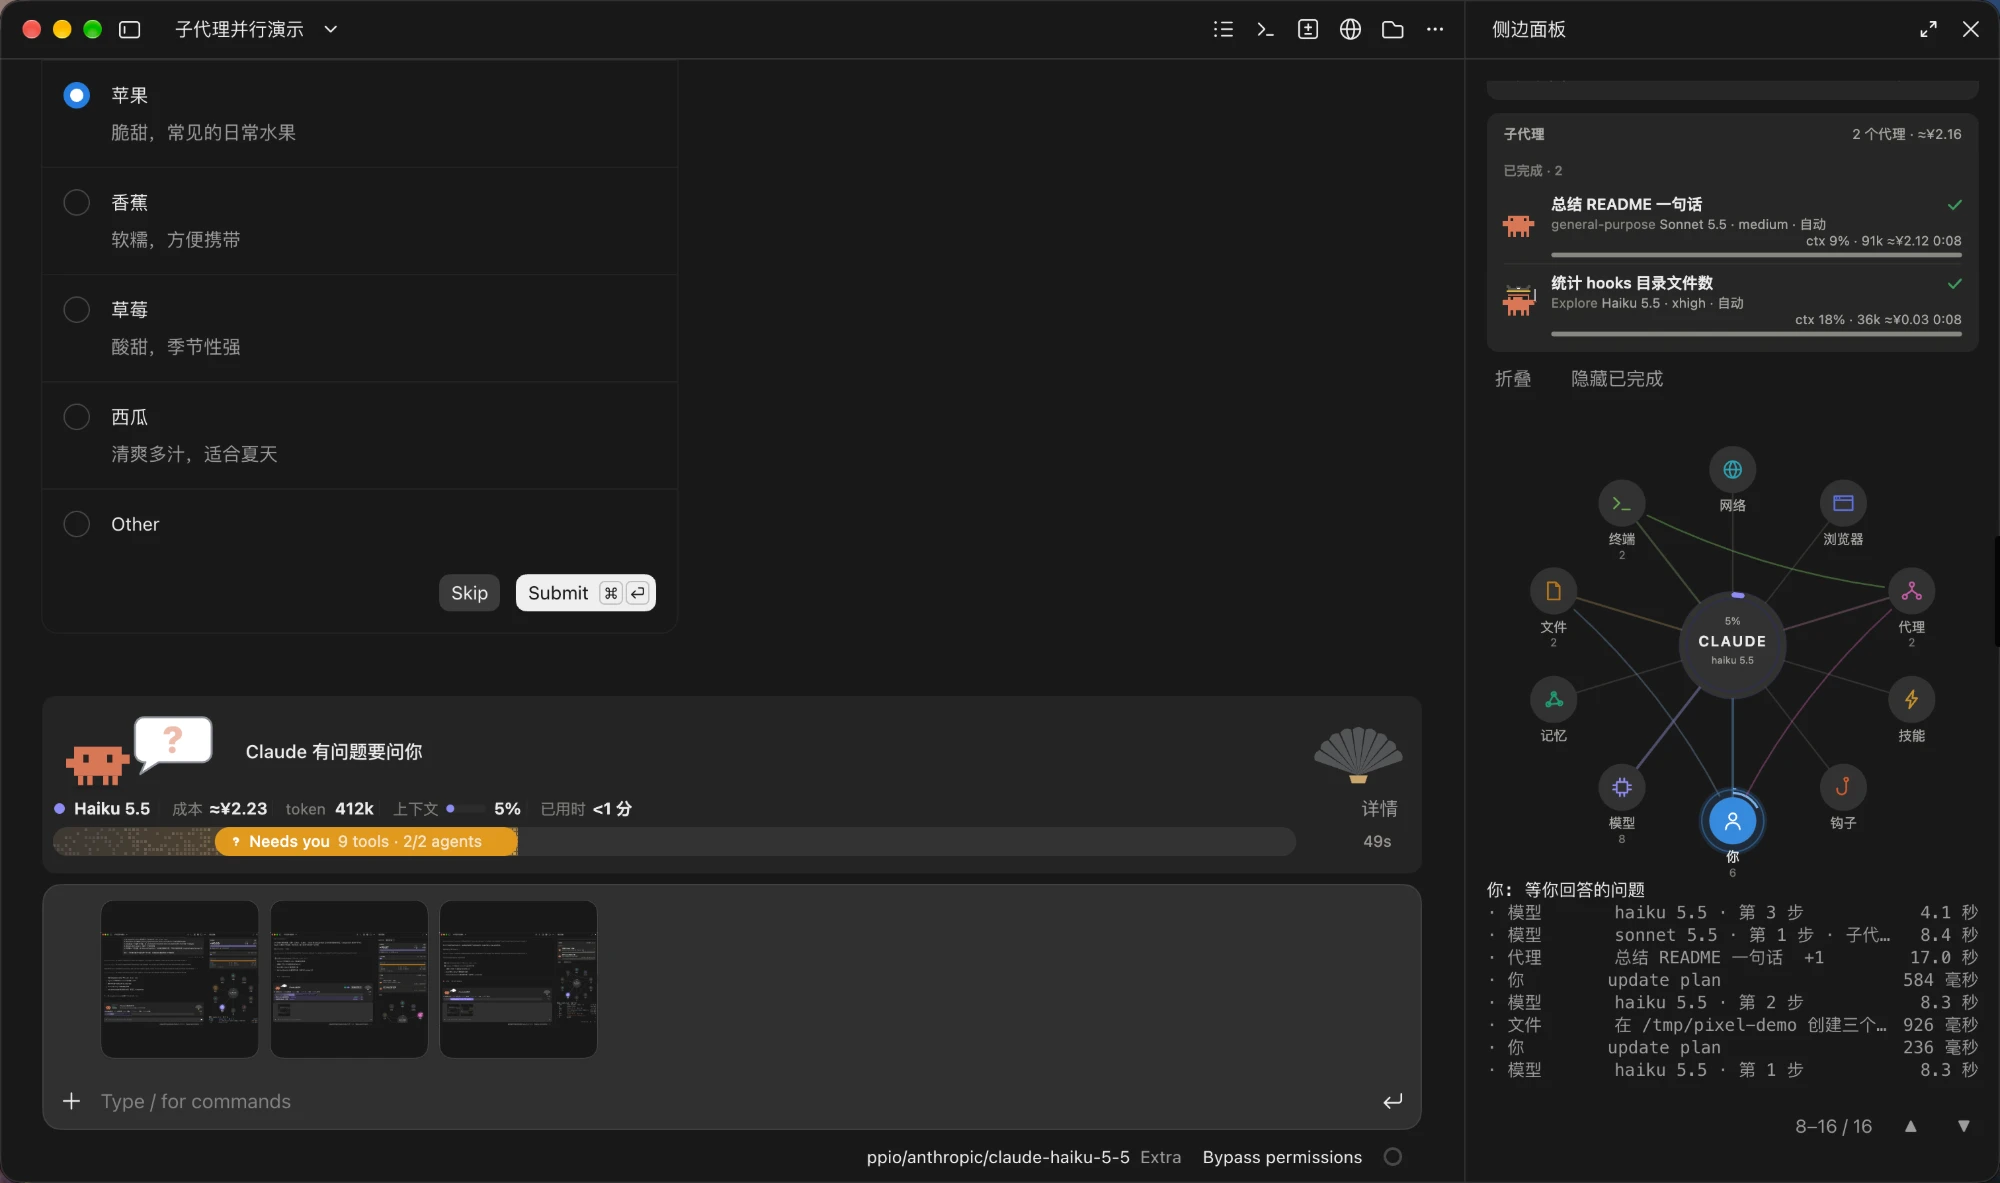 子代理并行演示
侧边面板
苹果
脆甜，常见的日常水果
香蕉
软糯，方便携带
草莓
酸甜，季节性强
西瓜
清爽多汁，适合夏天
Other
Skip
Submit ⌘
?
Claude 有问题要问你
Haiku 5.5 成本 ≈¥2.23 token 412k 上下文 5% 已用时 <1 分
详情
? Needs you 9 tools · 2/2 agents
49s
Type / for commands
ppio/anthropic/claude-haiku-5-5 Extra Bypass permissions
子代理
2 个代理 · ≈¥2.16
已完成 · 2
总结 README 一句话
general-purpose Sonnet 5.5 · medium · 自动
ctx 9% · 91k ≈¥2.12 0:08
统计 hooks 目录文件数
Explore Haiku 5.5 · xhigh · 自动
ctx 18% · 36k ≈¥0.03 0:08
折叠 隐藏已完成
网络
终端
2
浏览器
文件
2
5%
CLAUDE
haiku 5.5
代理
2
记忆
技能
模型
8
钩子
你
6
你: 等你回答的问题
· 模型 haiku 5.5 · 第 3 步 4.1 秒
· 模型 sonnet 5.5 · 第 1 步 · 子代… 8.4 秒
· 代理 总结 README 一句话 +1 17.0 秒
· 你 update plan 584 毫秒
· 模型 haiku 5.5 · 第 2 步 8.3 秒
· 文件 在 /tmp/pixel-demo 创建三个… 926 毫秒
· 你 update plan 236 毫秒
· 模型 haiku 5.5 · 第 1 步 8.3 秒
8–16 / 16 ▲ ▼